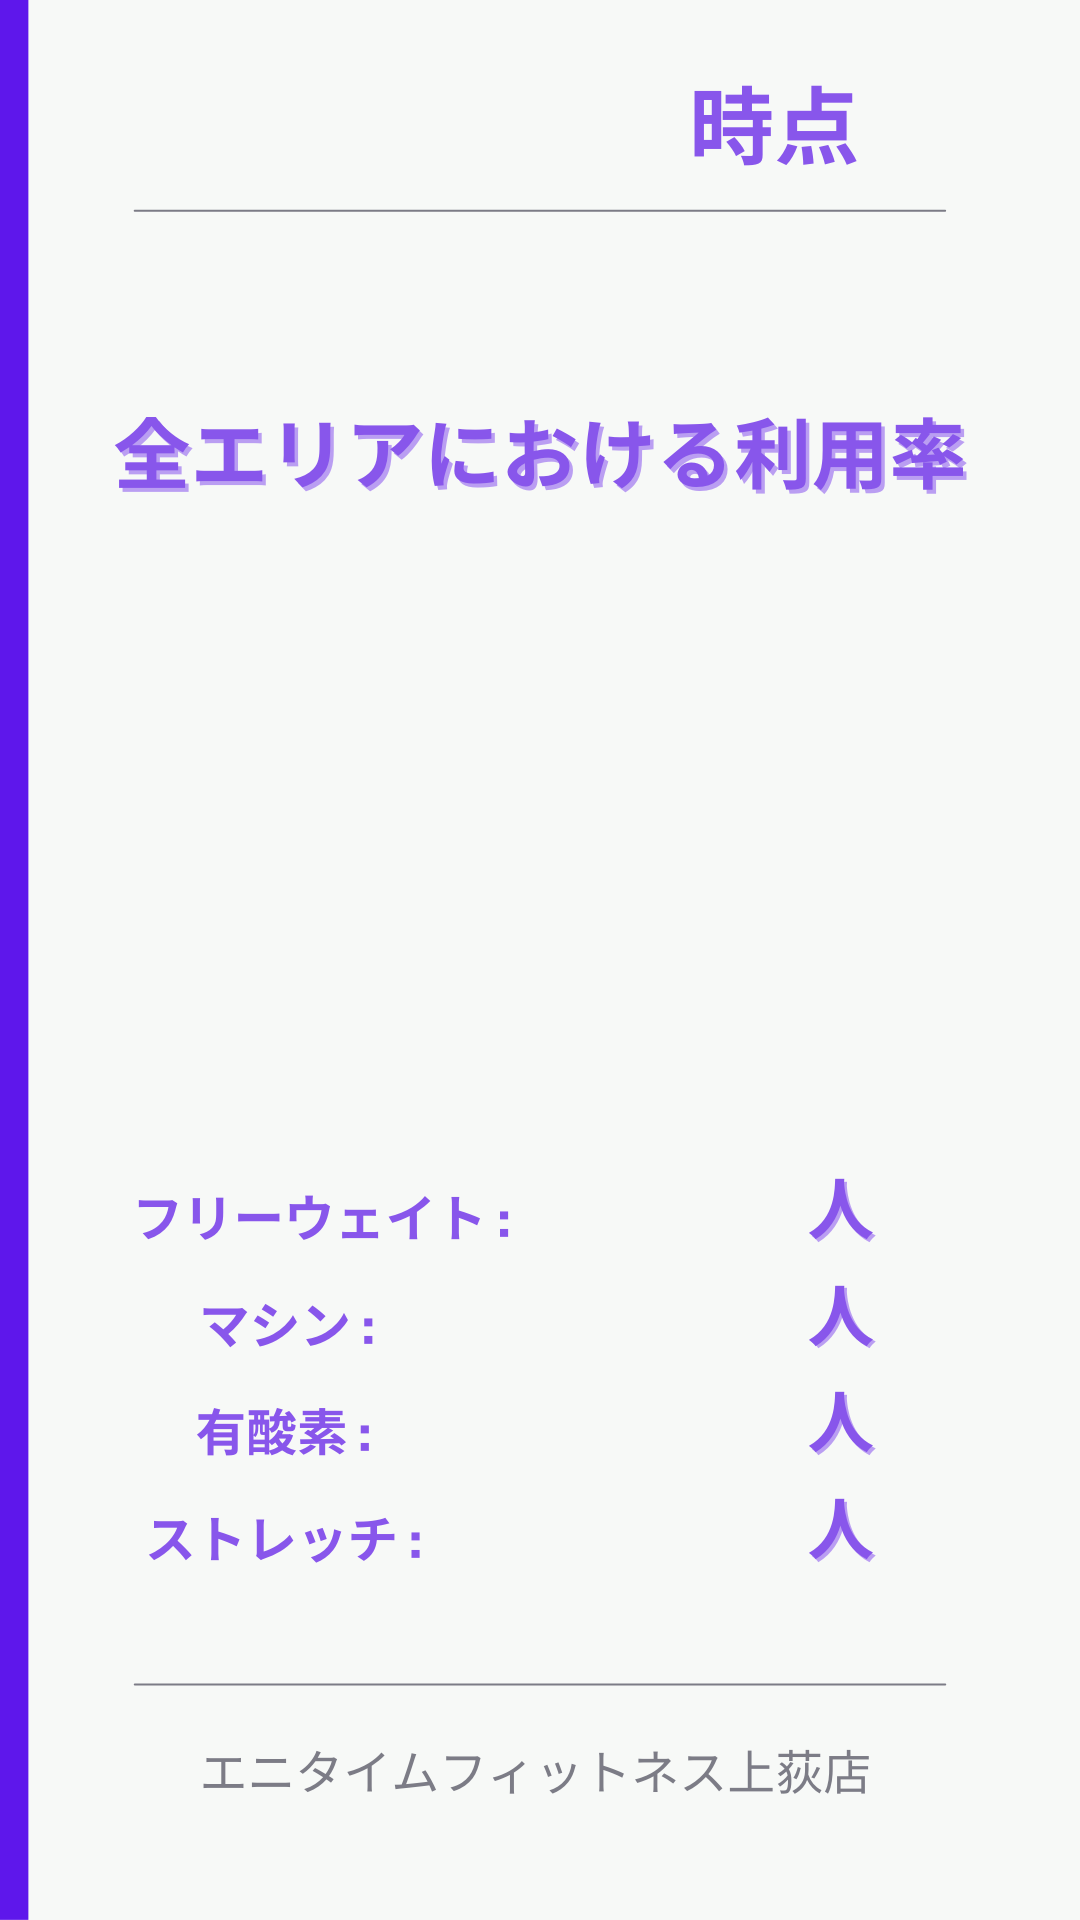 時点
全エリアにおける利用率
フリーウェイト: 人
マシン: 人
有酸素: 人
ストレッチ: 人
エニタイムフィットネス上荻店